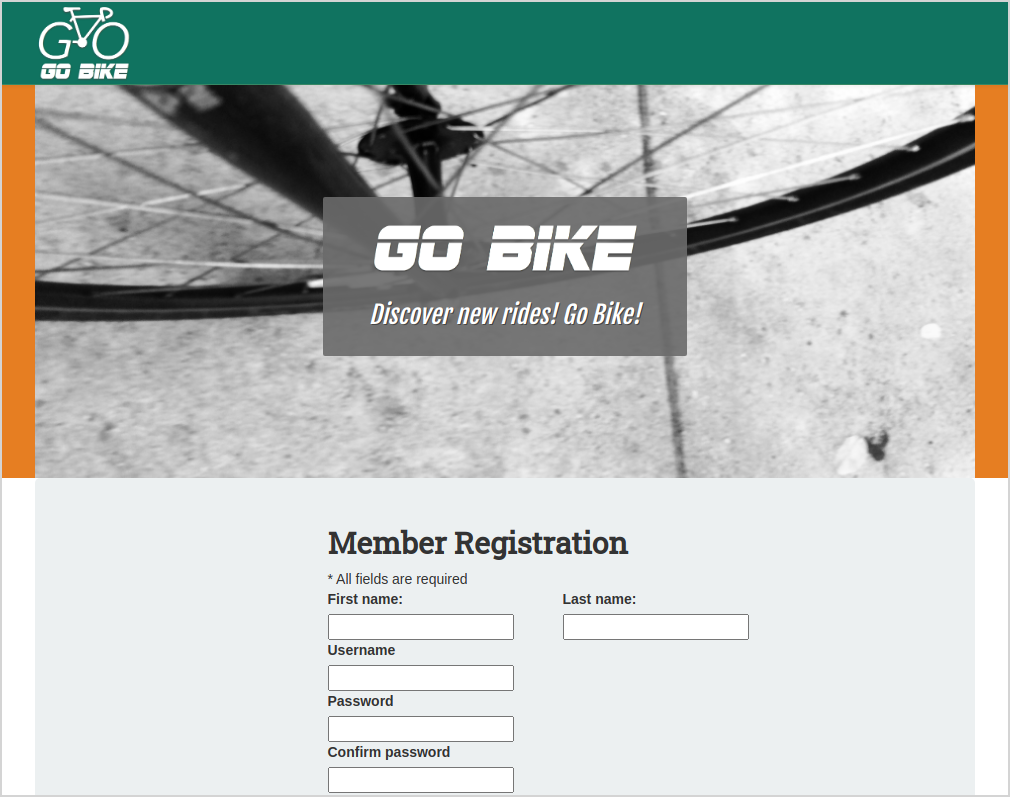 GO
GO BIKE
GO BIKE
Discover new rides! Go Bike!
Member Registration
* All fields are required
First name: Last name:
Username
Password
Confirm password